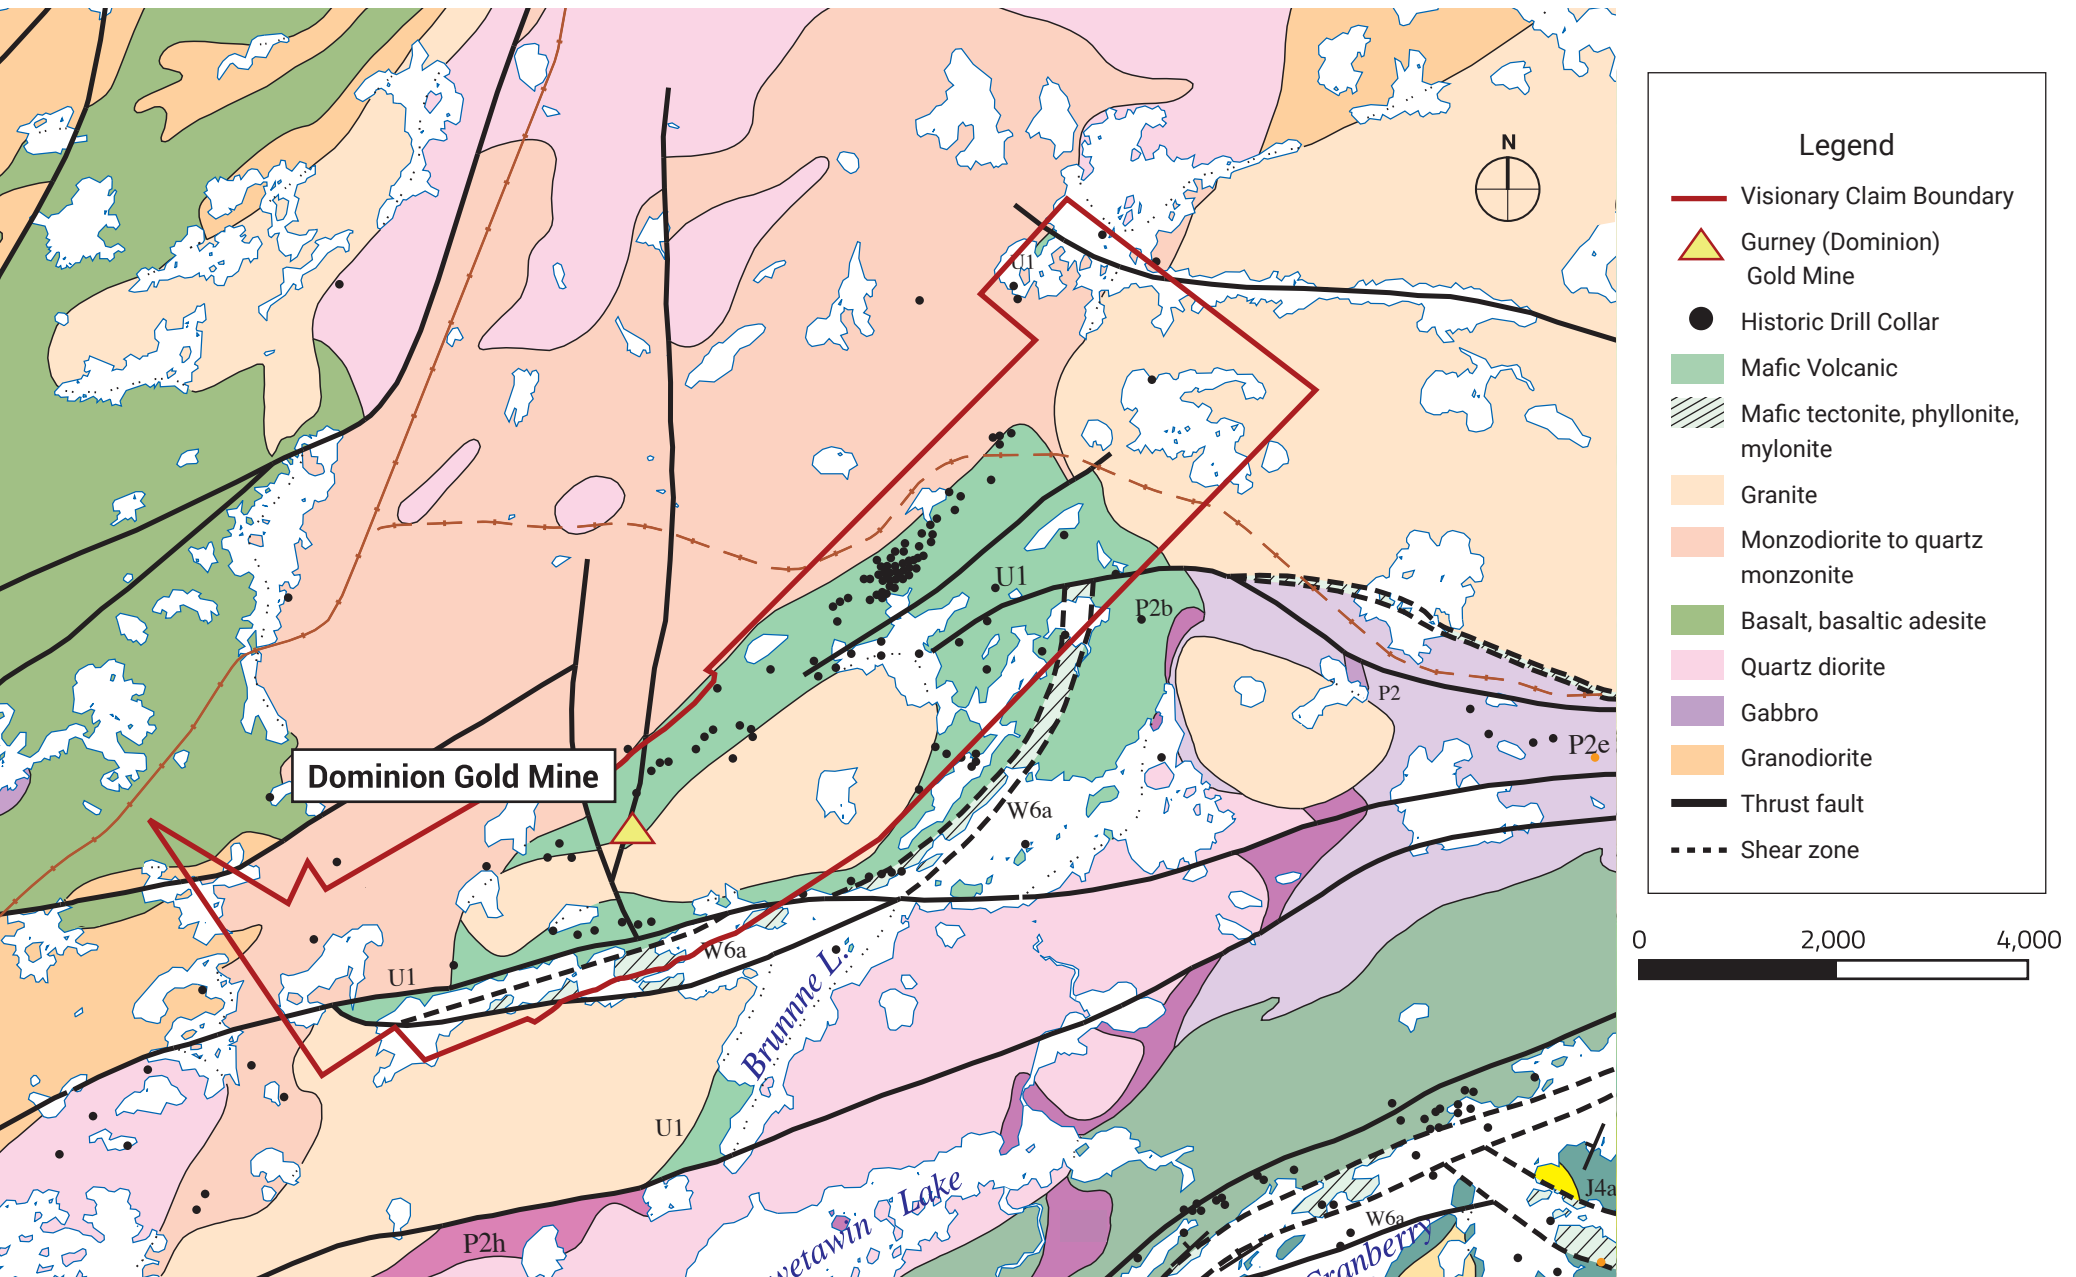 N
U1
U1
P2b
P2
P2e
Dominion Gold Mine
W6a
W6a
U1
Brunne L.
U1
Lake
wetawin
P2h
J4a
W6a
Cranberry
Legend
Visionary Claim Boundary
Gurney (Dominion)
Gold Mine
Historic Drill Collar
Mafic Volcanic
Mafic tectonite, phyllonite,
mylonite
Granite
Monzodiorite to quartz
monzonite
Basalt, basaltic adesite
Quartz diorite
Gabbro
Granodiorite
Thrust fault
Shear zone
0 2,000 4,000